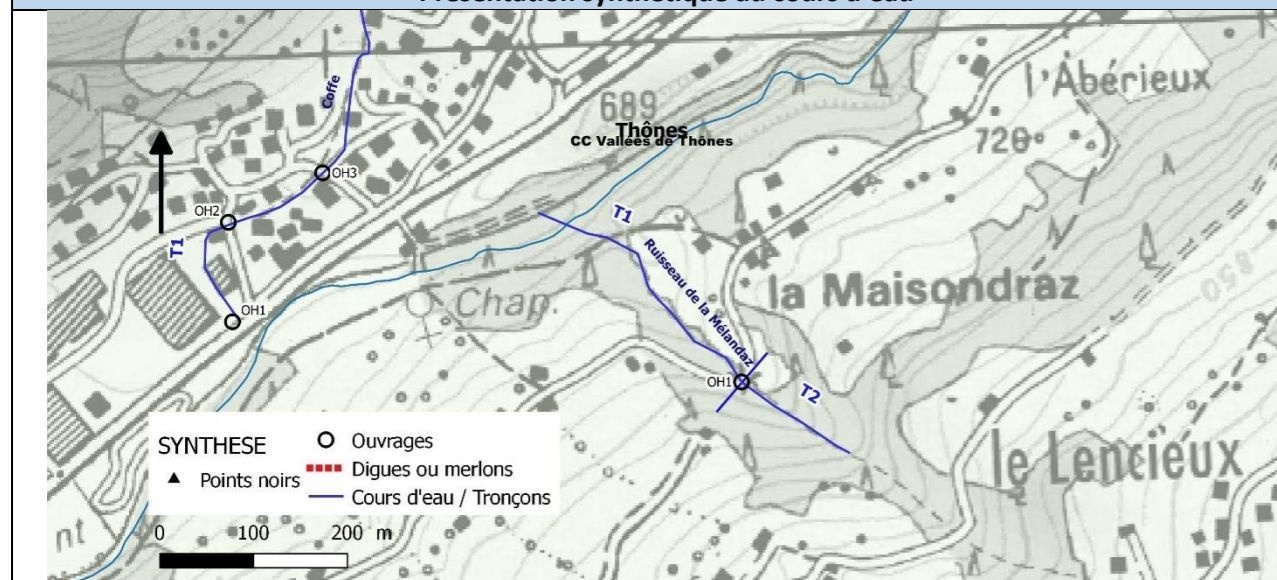 Présentation synthétique du cours d'eau
Coffe
689
Thônes
CC Vallées de Thônes
l'Abérieux
720
OH3
OH2
T1
T1
Ruisseau de la Mélandaz
la Maisondraz
850
Chap.
OH1
OH1
T2
le Lencieux
SYNTHESE
Ouvrages
Points noirs
Digues ou merlons
Cours d'eau / Tronçons
0 100 200 m
nt